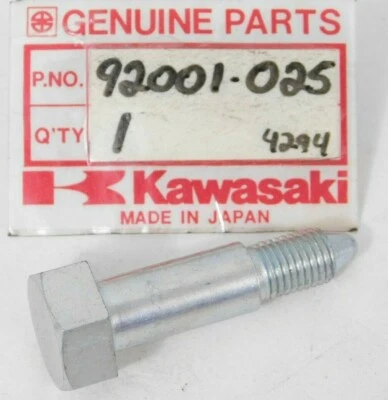 GENUINE PARTS
P.NO. 92001-025
Q'TY 1 4294
Kawasaki
MADE IN JAPAN